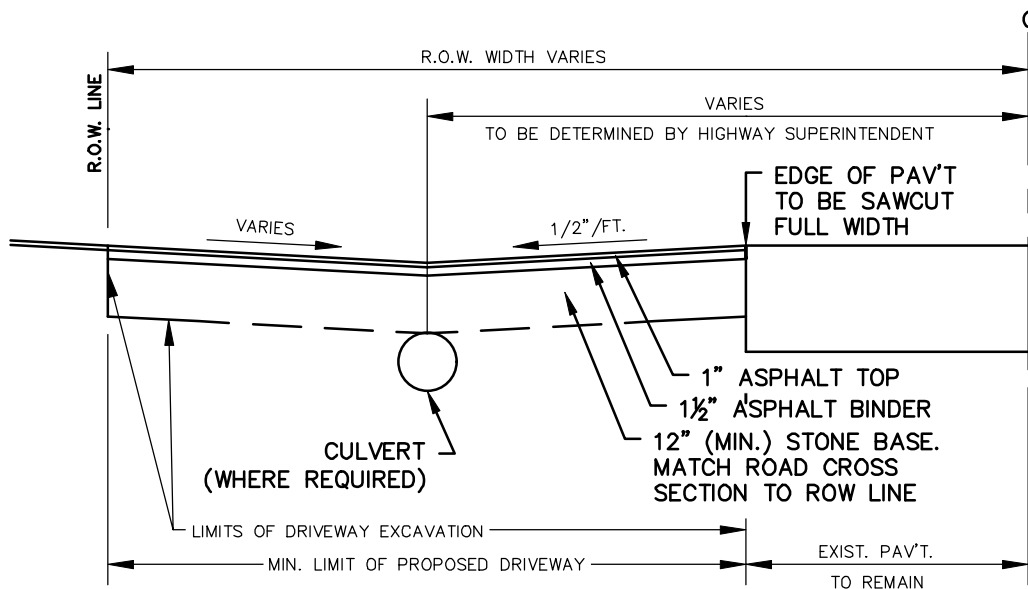 R.O.W. WIDTH VARIES
R.O.W. LINE
VARIES
TO BE DETERMINED BY HIGHWAY SUPERINTENDENT
EDGE OF PAV'T
TO BE SAWCUT
FULL WIDTH
VARIES
1/2"/FT.
1" ASPHALT TOP
1½" ASPHALT BINDER
12" (MIN.) STONE BASE.
MATCH ROAD CROSS
SECTION TO ROW LINE
CULVERT
(WHERE REQUIRED)
LIMITS OF DRIVEWAY EXCAVATION
MIN. LIMIT OF PROPOSED DRIVEWAY
EXIST. PAV'T.
TO REMAIN